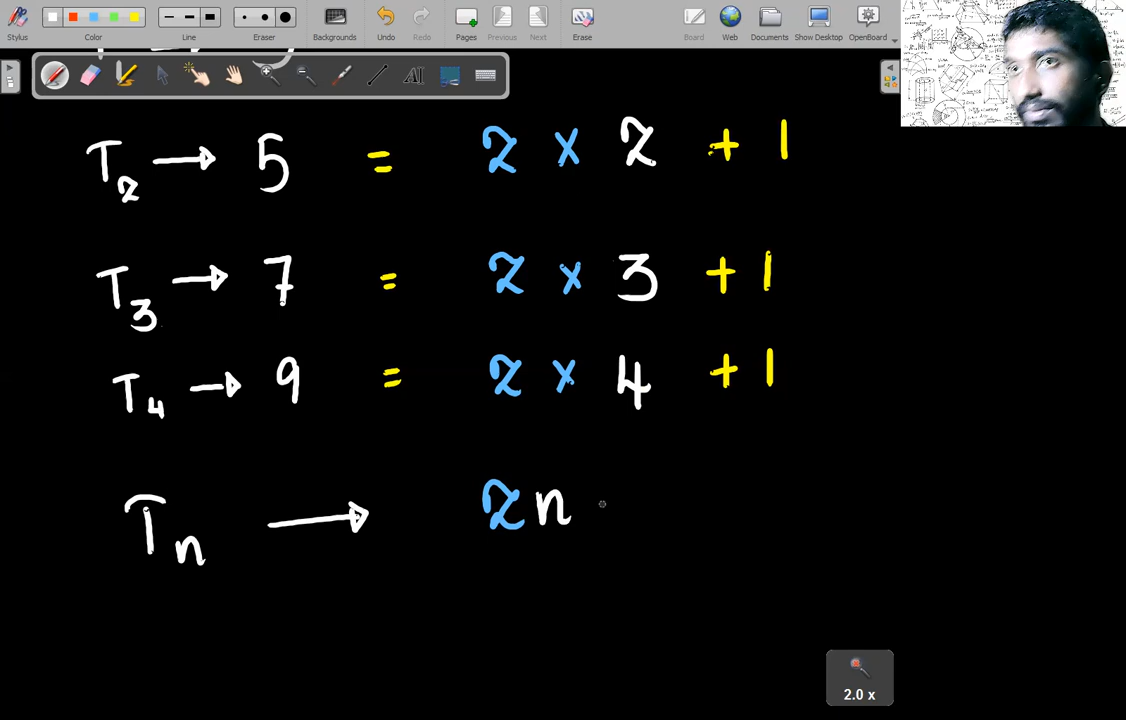 Stylus Color Line Eraser Backgrounds Undo Redo Pages Previous Next Erase Board Web Documents Show Desktop OpenBoard
T₂ → 5 = 2 × 2 + 1
T₃ → 7 = 2 × 3 + 1
T₄ → 9 = 2 × 4 + 1
Tₙ → 2n
2.0 x